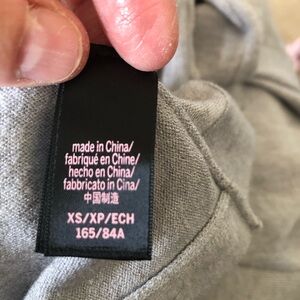 made in China/
fabriqué en Chine/
hecho en China/
fabbricato in Cina/
中国制造
XS/XP/ECH
165/84A